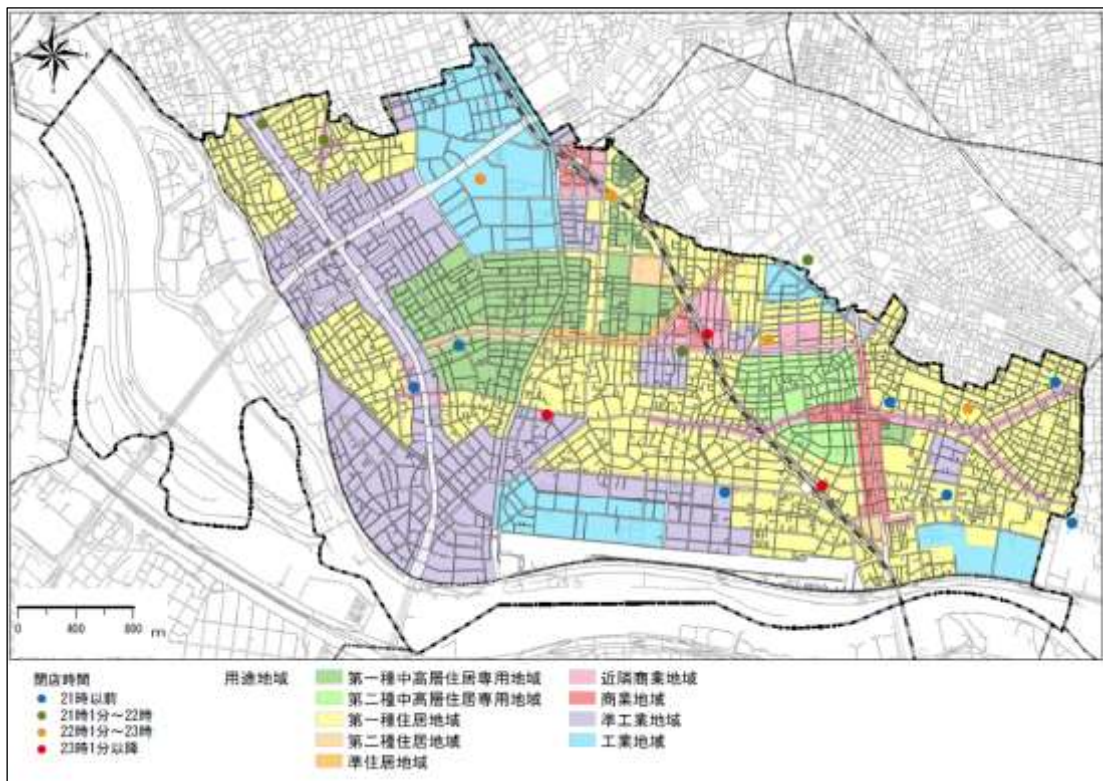 0 400 800 m
閉店時間
21時以前
21時1分～22時
22時1分～23時
23時1分以降
用途地域
第一種中高層住居専用地域
第二種中高層住居専用地域
第一種住居地域
第二種住居地域
準住居地域
近隣商業地域
商業地域
準工業地域
工業地域